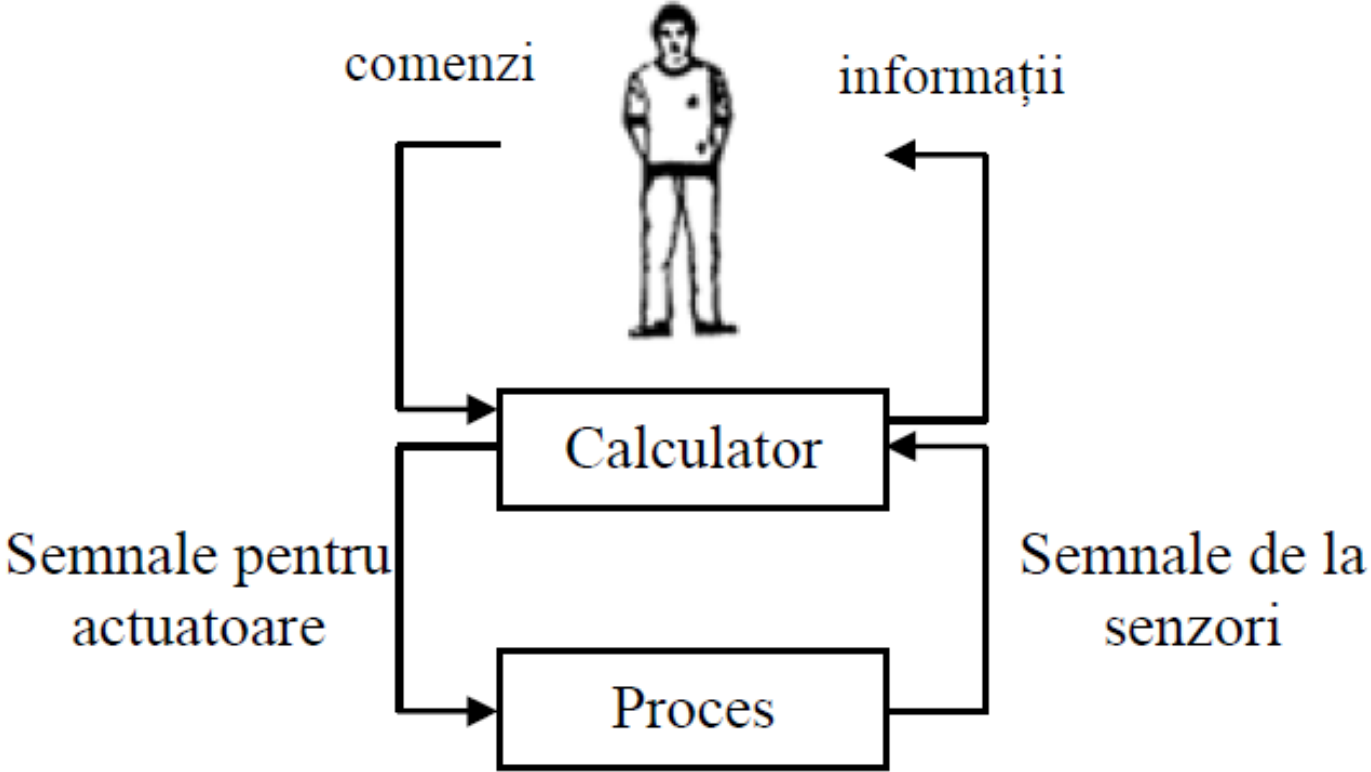 comenzi
informații
Calculator
Semnale pentru
actuatoare
Semnale de la
senzori
Proces